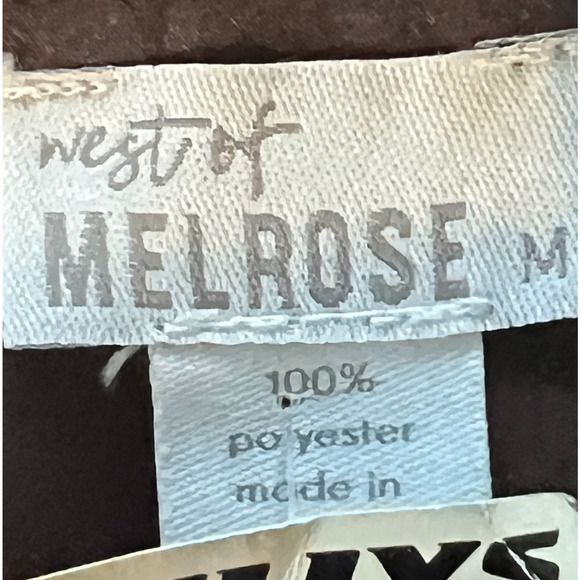 west of
MELROSE M
100%
polyester
made in